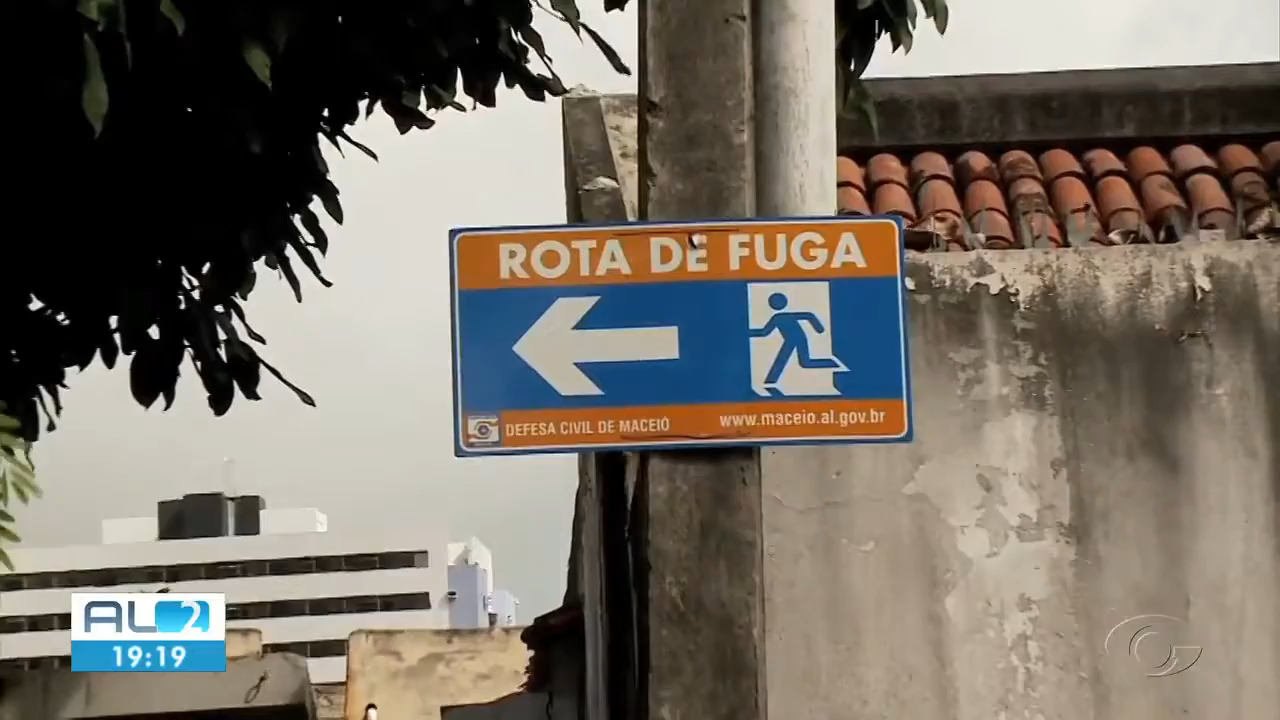 ROTA DE FUGA
DEFESA CIVIL DE MACEIÓ
www.maceio.al.gov.br
AL2
19:19